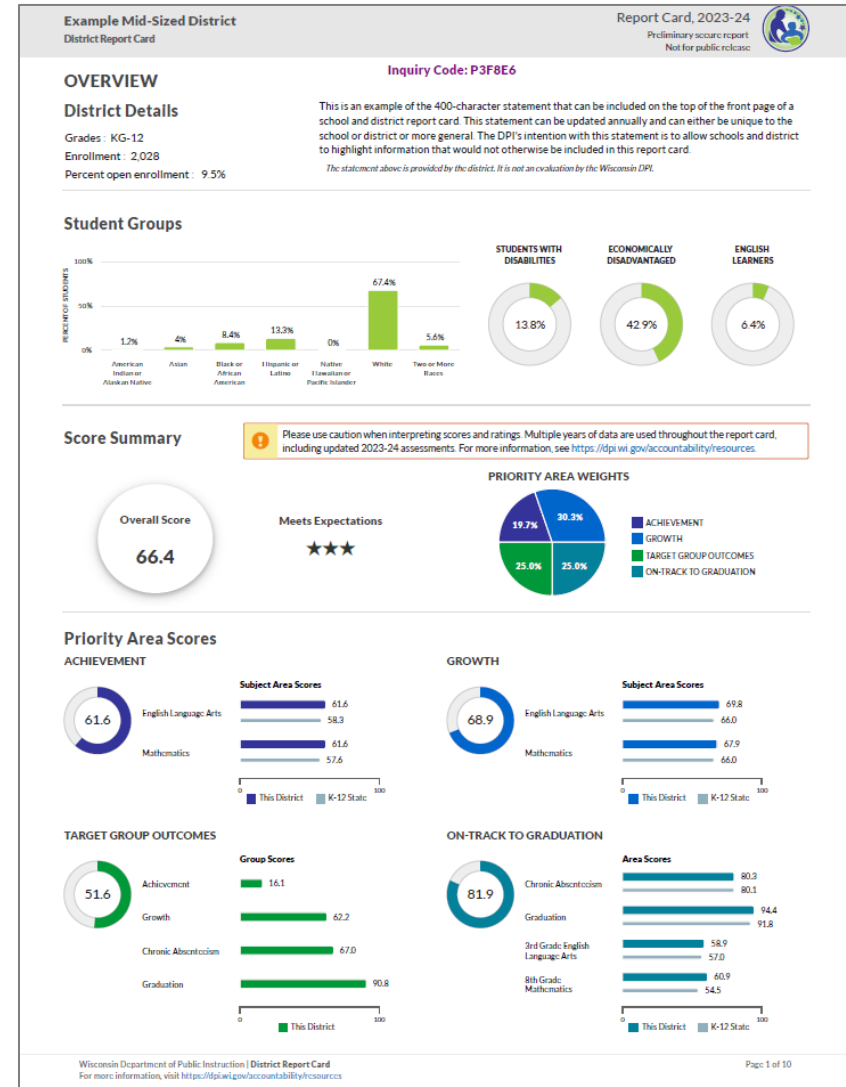 Example Mid-Sized District
District Report Card
Report Card, 2023-24
Preliminary secure report
Not for public release
Inquiry Code: P3F8E6
OVERVIEW
District Details
Grades : KG-12
Enrollment : 2,028
Percent open enrollment : 9.5%
This is an example of the 400-character statement that can be included on the top of the front page of a
school and district report card. This statement can be updated annually and can either be unique to the
school or district or more general. The DPI's intention with this statement is to allow schools and district
to highlight information that would not otherwise be included in this report card.
The statement above is provided by the district. It is not an evaluation by the Wisconsin DPI.
Student Groups
PERCENT OF STUDENTS
100%
50%
0%
1.2%
4%
8.4%
13.3%
0%
67.4%
5.6%
American
Indian or
Alaskan Native
Asian
Black or
African
American
Hispanic or
Latino
Native
Hawaiian or
Pacific Islander
White
Two or More
Races
STUDENTS WITH
DISABILITIES
13.8%
ECONOMICALLY
DISADVANTAGED
42.9%
ENGLISH
LEARNERS
6.4%
Score Summary
Please use caution when interpreting scores and ratings. Multiple years of data are used throughout the report card,
including updated 2023-24 assessments. For more information, see https://dpi.wi.gov/accountability/resources.
Overall Score
66.4
Meets Expectations
★★★
PRIORITY AREA WEIGHTS
19.7%
30.3%
25.0%
25.0%
ACHIEVEMENT
GROWTH
TARGET GROUP OUTCOMES
ON-TRACK TO GRADUATION
Priority Area Scores
ACHIEVEMENT
61.6
Subject Area Scores
English Language Arts
61.6
58.3
Mathematics
61.6
57.6
0
100
This District
K-12 State
GROWTH
68.9
Subject Area Scores
English Language Arts
69.8
66.0
Mathematics
67.9
66.0
0
100
This District
K-12 State
TARGET GROUP OUTCOMES
51.6
Group Scores
Achievement
16.1
Growth
62.2
Chronic Absenteeism
67.0
Graduation
90.8
0
100
This District
ON-TRACK TO GRADUATION
81.9
Area Scores
Chronic Absenteeism
80.3
80.1
Graduation
94.4
91.8
3rd Grade English
Language Arts
58.9
57.0
8th Grade
Mathematics
60.9
54.5
0
100
This District
K-12 State
Wisconsin Department of Public Instruction | District Report Card
For more information, visit https://dpi.wi.gov/accountability/resources
Page 1 of 10